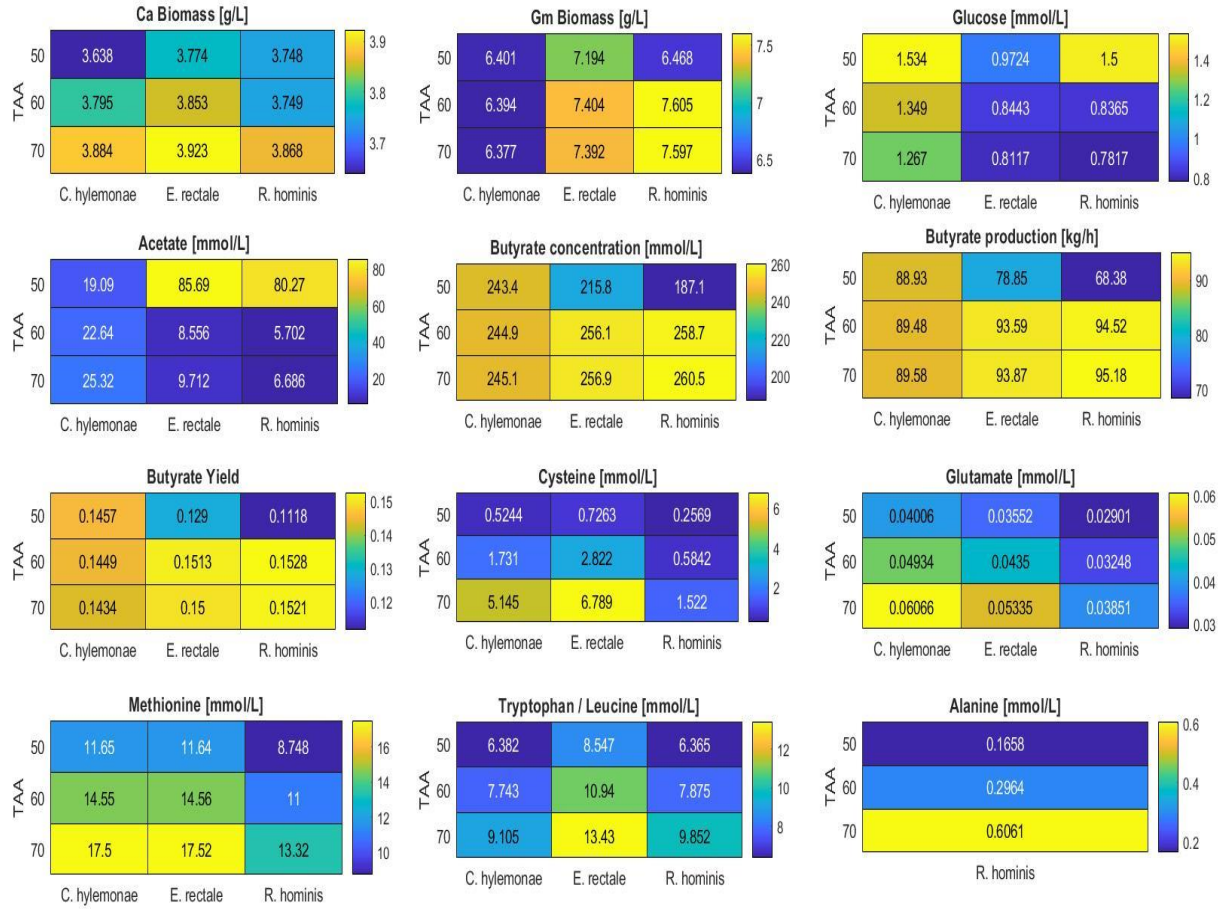 Ca Biomass [g/L]
TAA
50 3.638 3.774 3.748
60 3.795 3.853 3.749
70 3.884 3.923 3.868
C. hylemonae E. rectale R. hominis
3.9
3.8
3.7
Gm Biomass [g/L]
TAA
50 6.401 7.194 6.468
60 6.394 7.404 7.605
70 6.377 7.392 7.597
C. hylemonae E. rectale R. hominis
7.5
7
6.5
Glucose [mmol/L]
TAA
50 1.534 0.9724 1.5
60 1.349 0.8443 0.8365
70 1.267 0.8117 0.7817
C. hylemonae E. rectale R. hominis
1.4
1.2
1
0.8
Acetate [mmol/L]
TAA
50 19.09 85.69 80.27
60 22.64 8.556 5.702
70 25.32 9.712 6.686
C. hylemonae E. rectale R. hominis
80
60
40
20
Butyrate concentration [mmol/L]
TAA
50 243.4 215.8 187.1
60 244.9 256.1 258.7
70 245.1 256.9 260.5
C. hylemonae E. rectale R. hominis
260
240
220
200
Butyrate production [kg/h]
TAA
50 88.93 78.85 68.38
60 89.48 93.59 94.52
70 89.58 93.87 95.18
C. hylemonae E. rectale R. hominis
90
80
70
Butyrate Yield
TAA
50 0.1457 0.129 0.1118
60 0.1449 0.1513 0.1528
70 0.1434 0.15 0.1521
C. hylemonae E. rectale R. hominis
0.15
0.14
0.13
0.12
Cysteine [mmol/L]
TAA
50 0.5244 0.7263 0.2569
60 1.731 2.822 0.5842
70 5.145 6.789 1.522
C. hylemonae E. rectale R. hominis
6
4
2
Glutamate [mmol/L]
TAA
50 0.04006 0.03552 0.02901
60 0.04934 0.0435 0.03248
70 0.06066 0.05335 0.03851
C. hylemonae E. rectale R. hominis
0.06
0.05
0.04
0.03
Methionine [mmol/L]
TAA
50 11.65 11.64 8.748
60 14.55 14.56 11
70 17.5 17.52 13.32
C. hylemonae E. rectale R. hominis
16
14
12
10
Tryptophan / Leucine [mmol/L]
TAA
50 6.382 8.547 6.365
60 7.743 10.94 7.875
70 9.105 13.43 9.852
C. hylemonae E. rectale R. hominis
12
10
8
Alanine [mmol/L]
TAA
50 0.1658
60 0.2964
70 0.6061
R. hominis
0.6
0.4
0.2